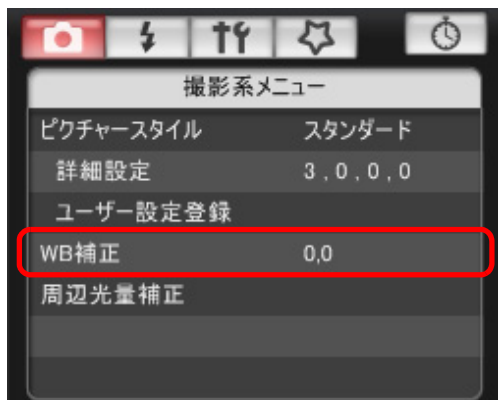 撮影系メニュー
ピクチャースタイル スタンダード
詳細設定 3 , 0 , 0 , 0
ユーザー設定登録
WB補正 0,0
周辺光量補正